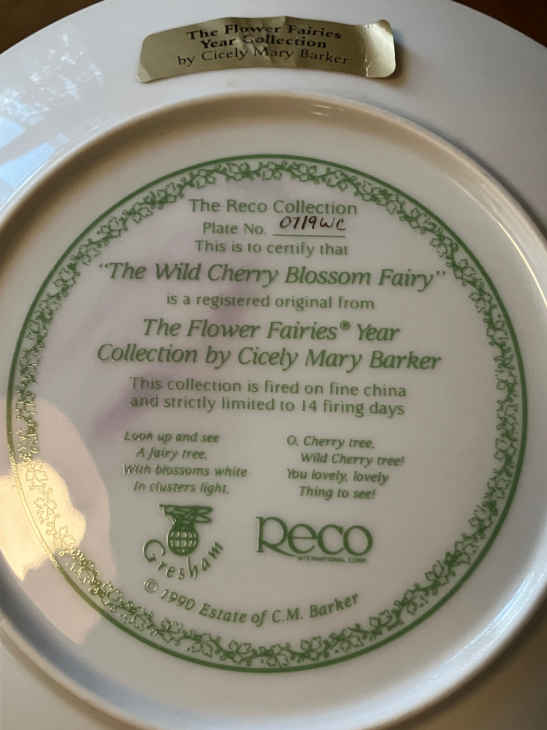 The Flower Fairies
Year Collection
by Cicely Mary Barker
The Reco Collection
Plate No. 0719WC
This is to certify that
"The Wild Cherry Blossom Fairy"
is a registered original from
The Flower Fairies® Year
Collection by Cicely Mary Barker
This collection is fired on fine china
and strictly limited to 14 firing days
Look up and see
A fairy tree,
With blossoms white
In clusters light.
O, Cherry tree,
Wild Cherry tree!
You lovely, lovely
Thing to see!
Gresham
Reco
INTERNATIONAL CORP.
© 1990 Estate of C.M. Barker